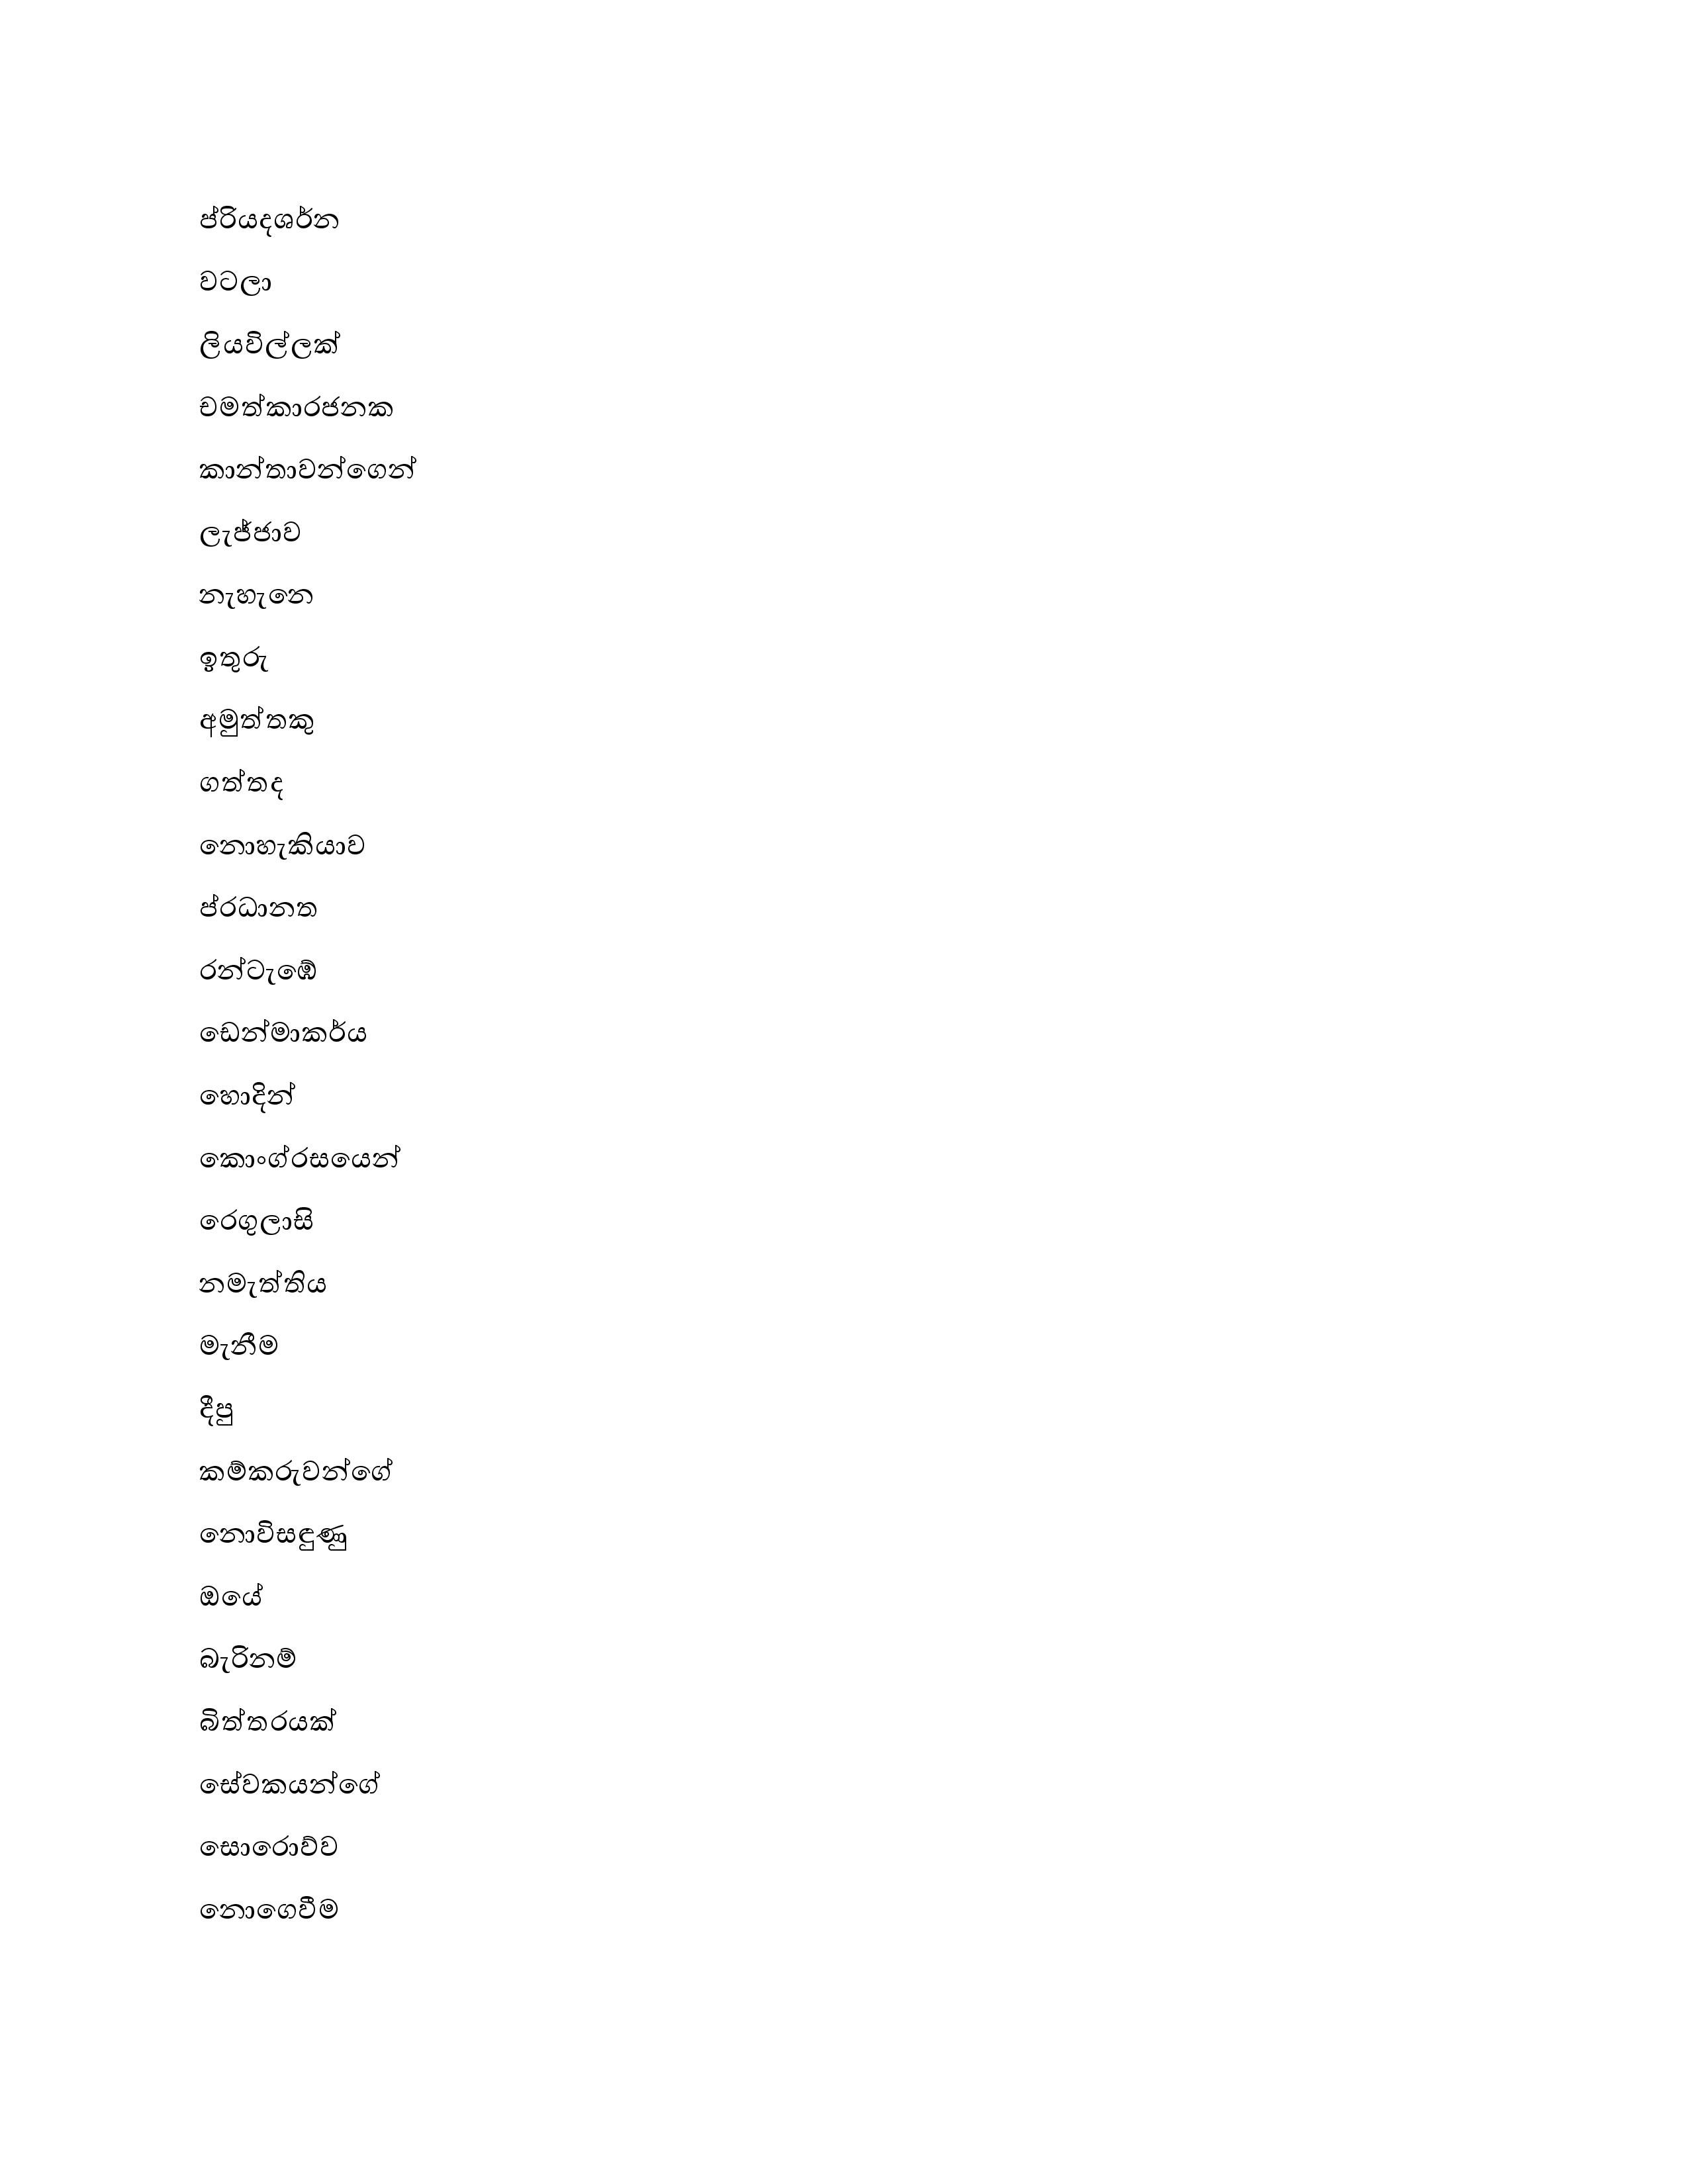 ප්රියදශර්න
වටලා
ලියවිල්ලක්
චමත්කාරජනක
කාන්තාවන්ගෙන්
ලැජ්ජාව
නැහැනෙ
ඉතුරු
අමුත්තකු
ගත්තද
නොහැකියාව
ප්රධානත
රන්ටැඹේ
ඩෙන්මාකර්ය
හොදින්
කොංග්රසයෙන්
රෙගුලාසි
නමැත්තිය
මැනීම
දීපු
කම්කරුවන්ගේ
නොවිසඳුණු
ඔයේ
බැරිනම්
බිත්තරයක්
සේවකයන්ගේ
සොරොව්ව
නොගෙවීම